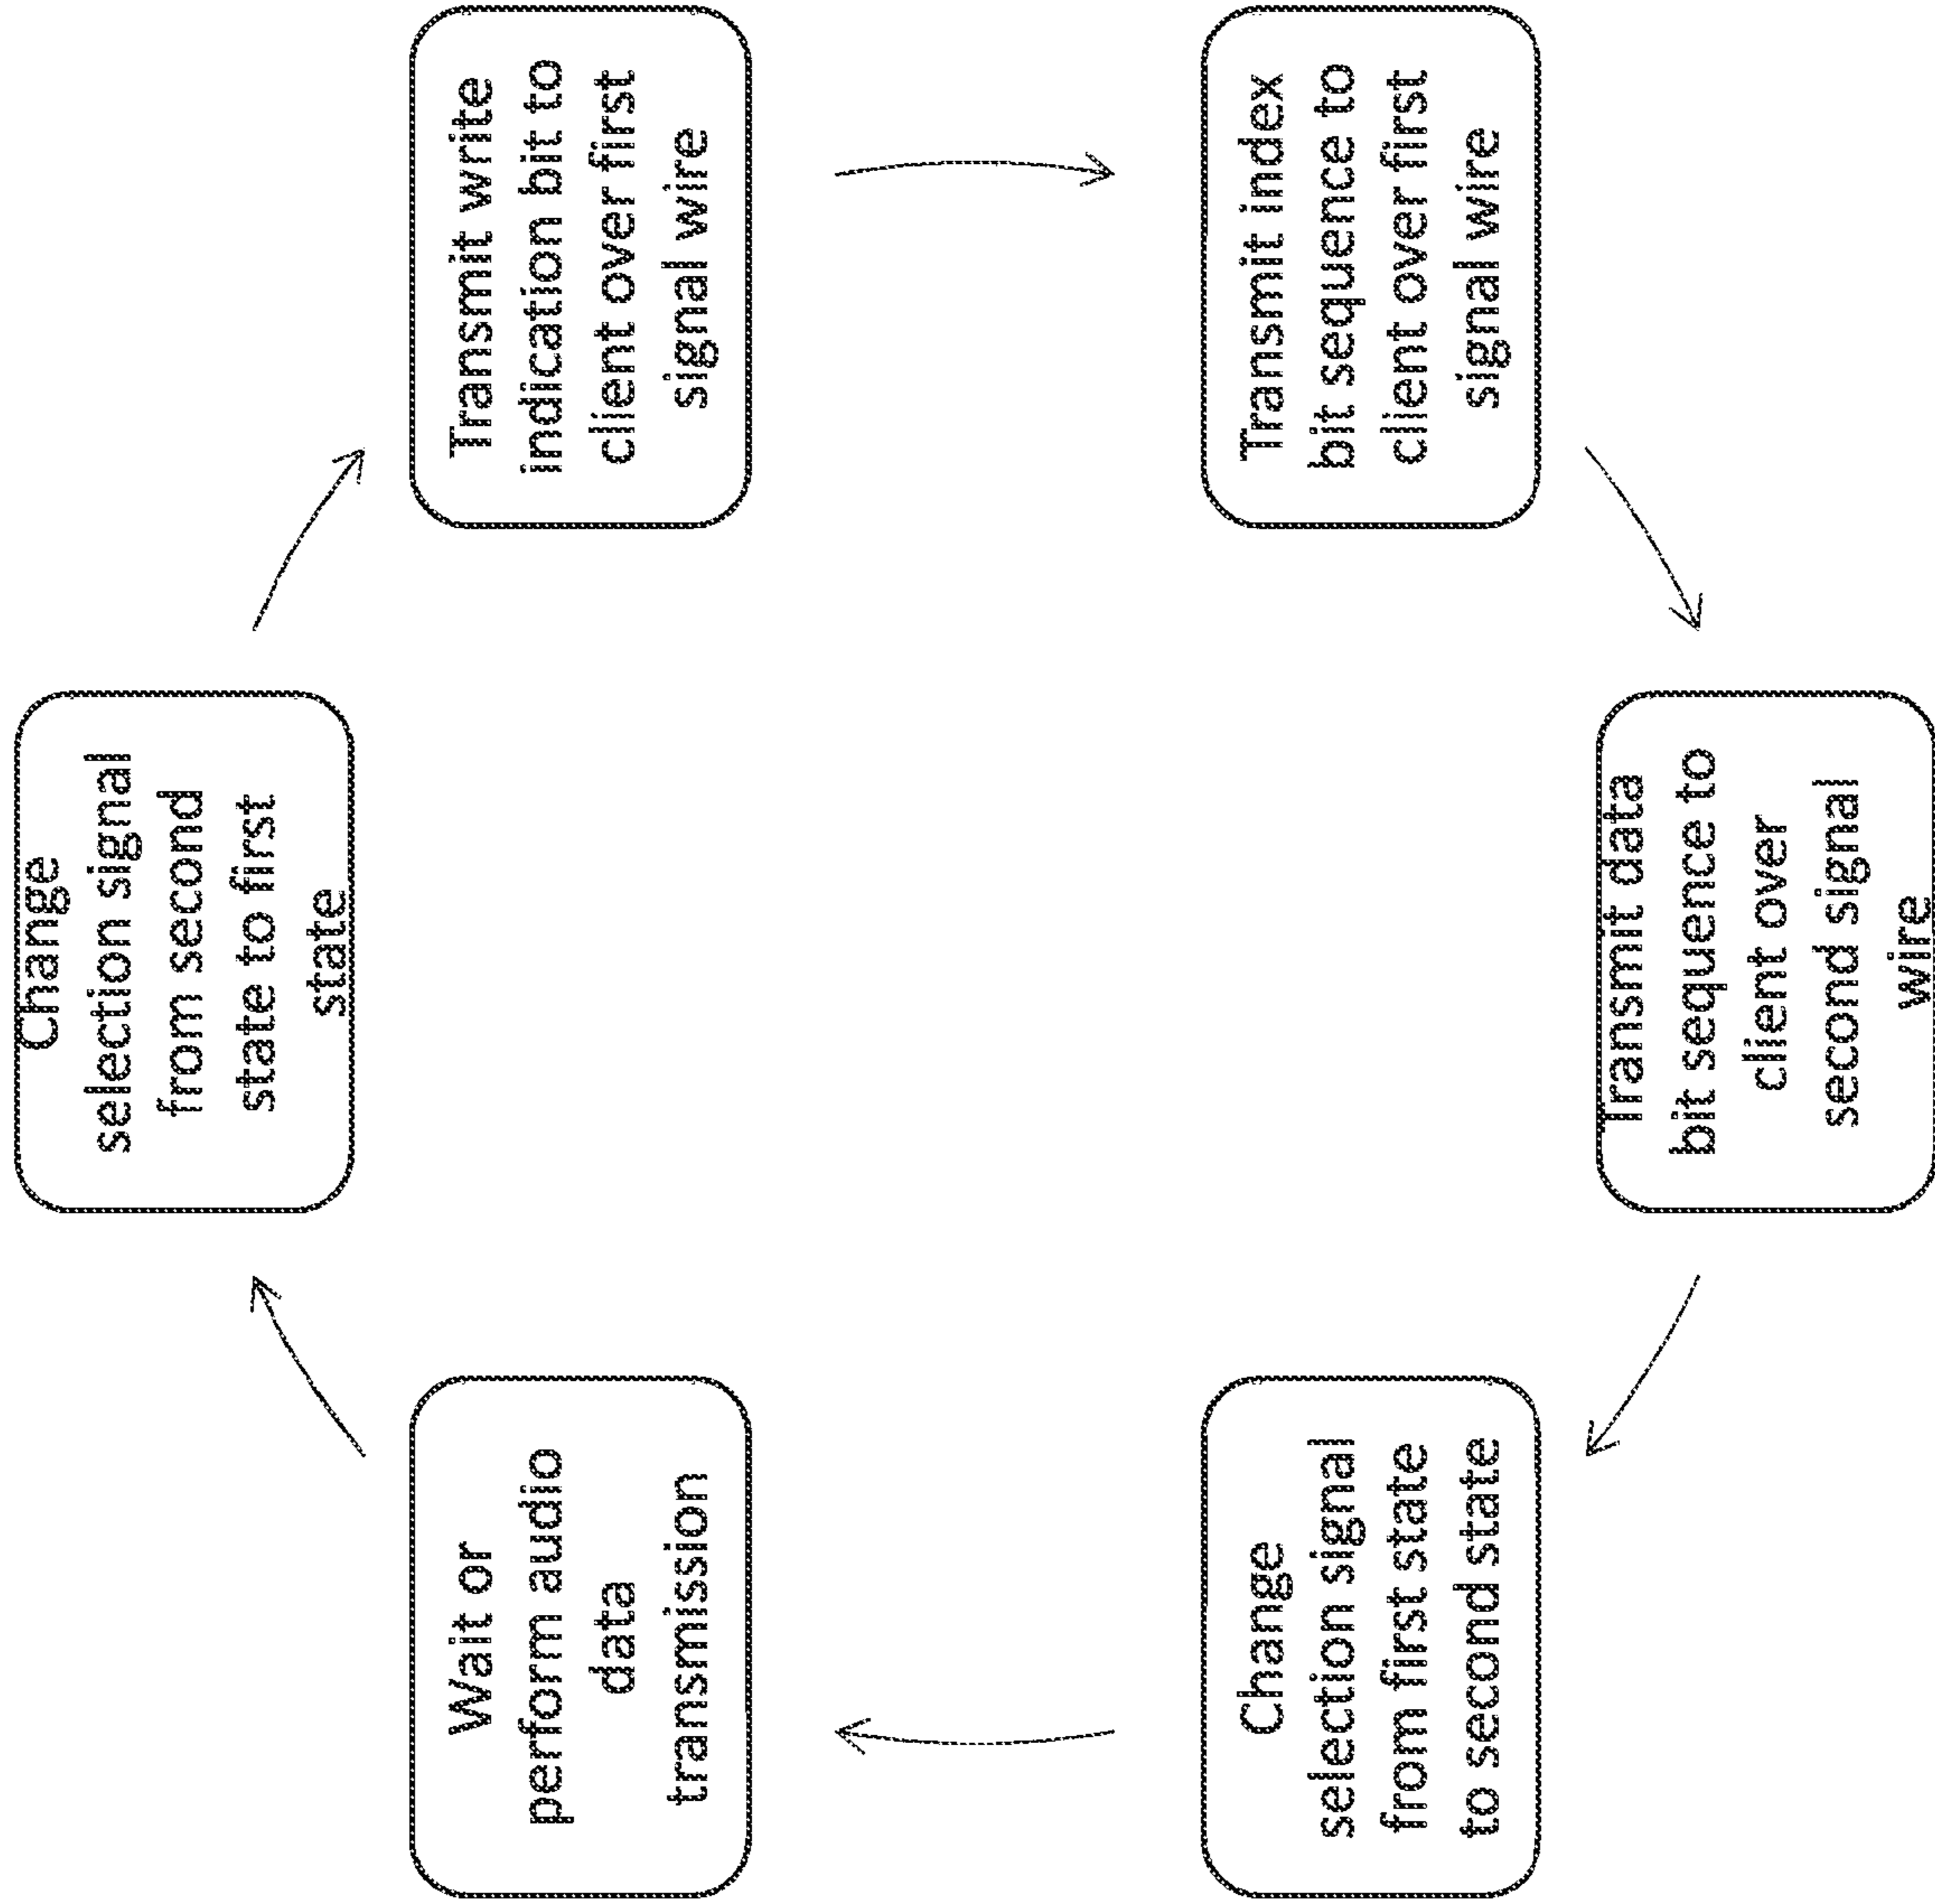 Change
selection signal
from second
state to first
state
Transmit write
indication bit to
client over first
signal wire
Transmit index
bit sequence to
client over first
signal wire
Transmit data
bit sequence to
client over
second signal
wire
Change
selection signal
from first state
to second state
Wait or
perform audio
data
transmission